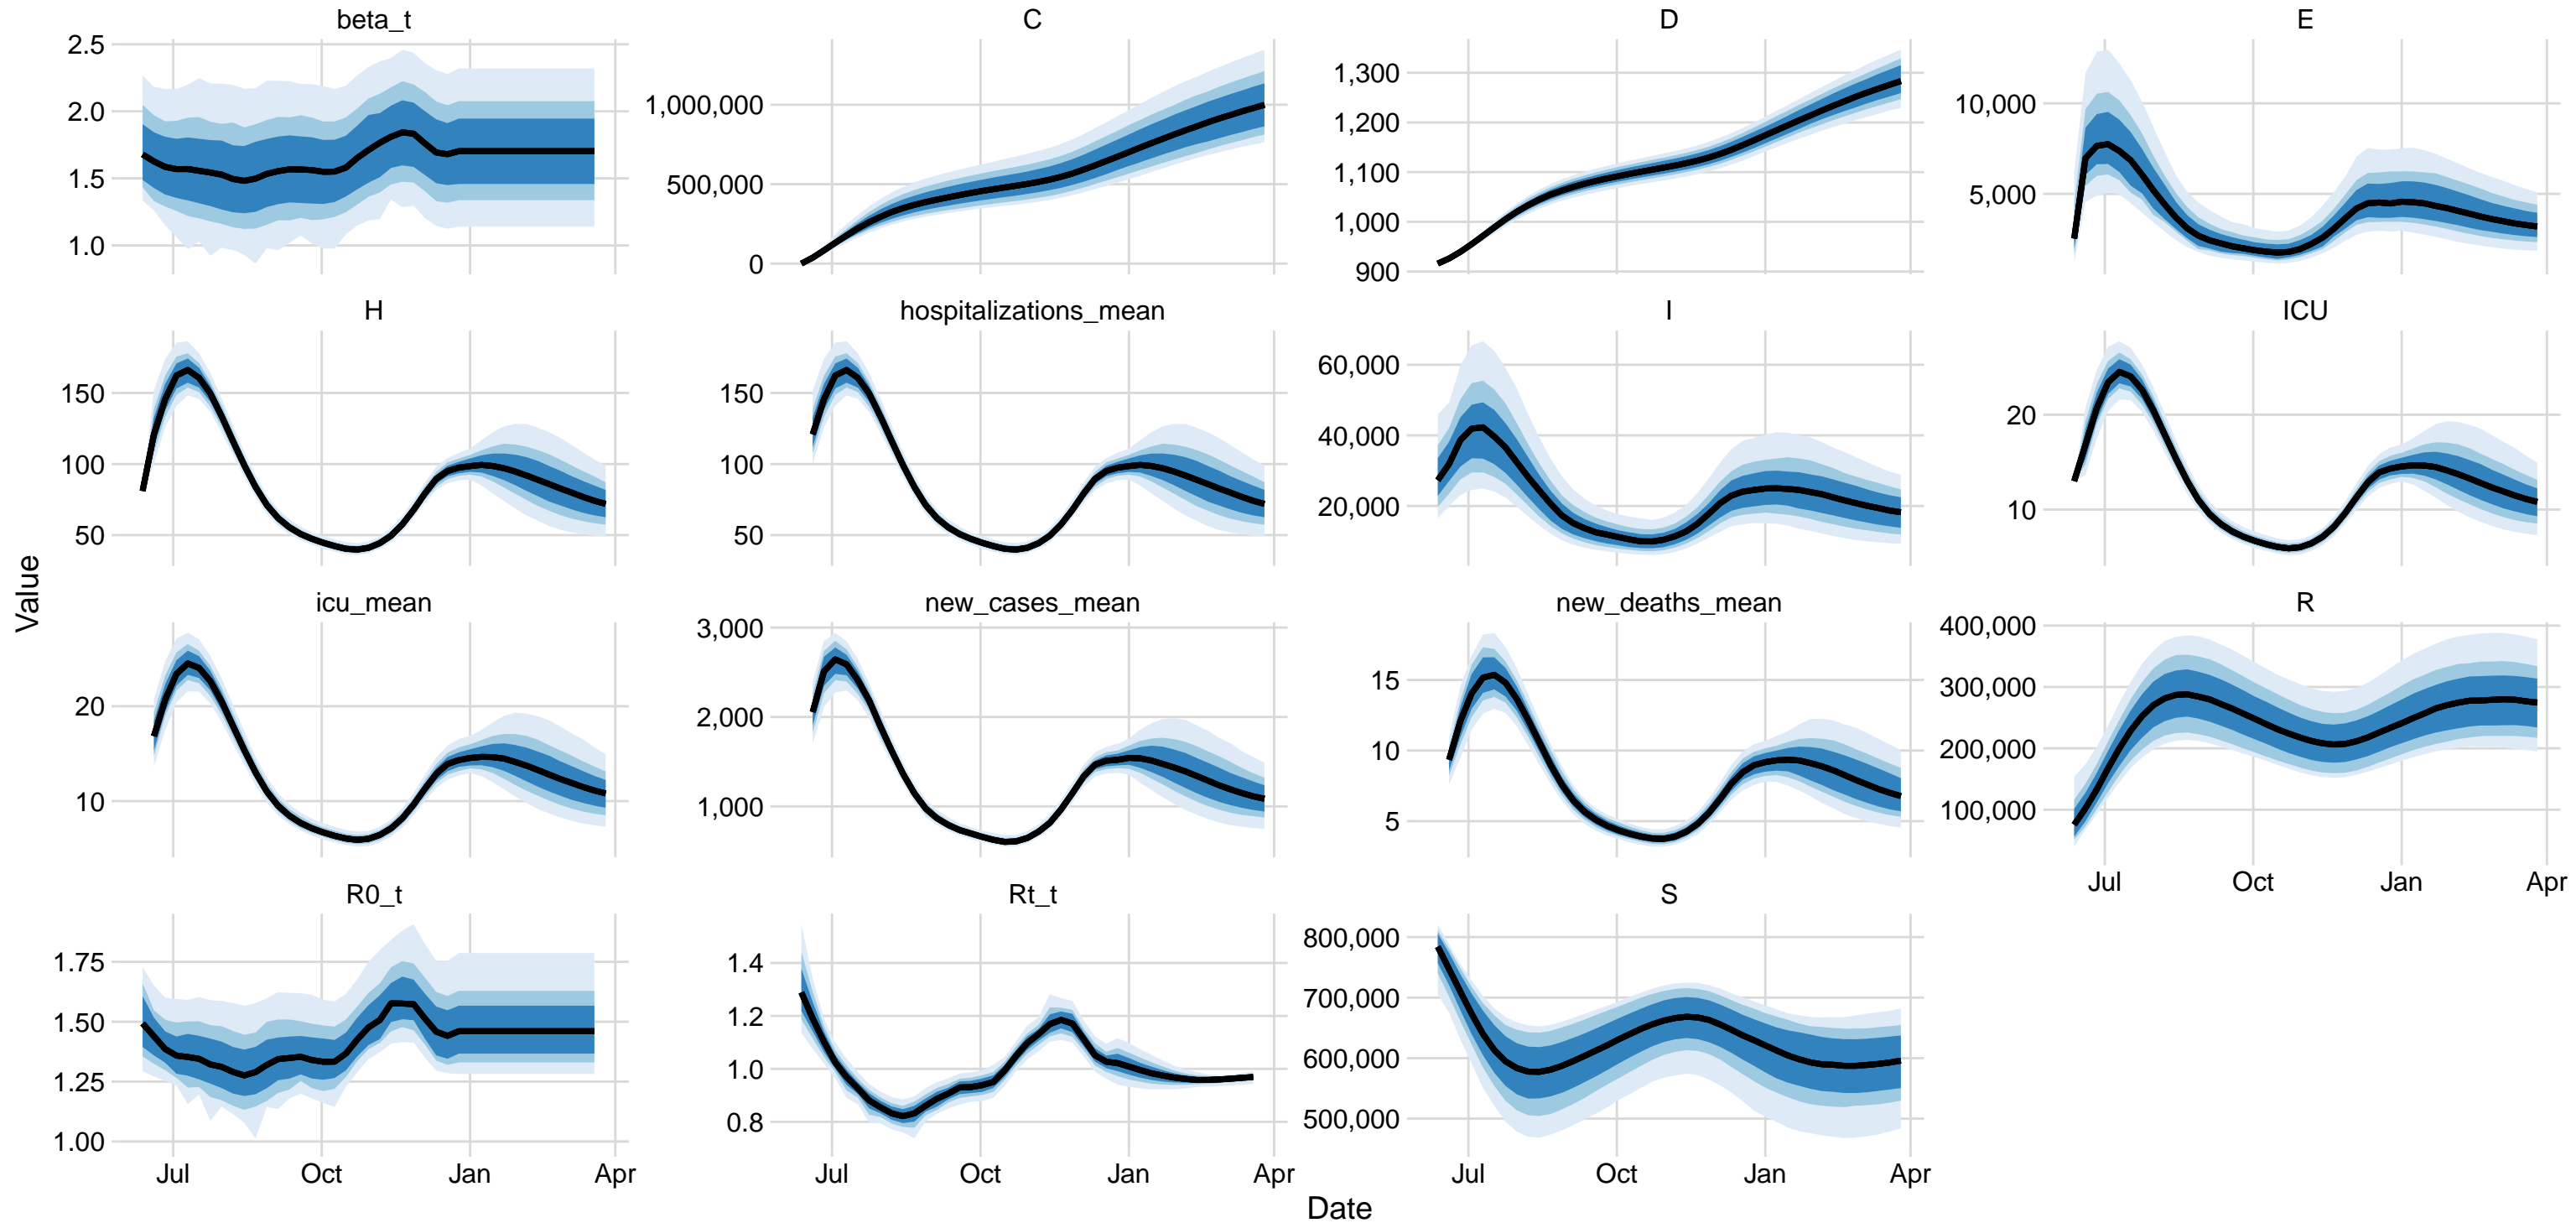 beta_t
C
D
E
2.5
2.0
1.5
1.0
1,000,000
500,000
0
1,300
1,200
1,100
1,000
900
10,000
5,000
H
hospitalizations_mean
I
ICU
150
100
50
150
100
50
60,000
40,000
20,000
20
10
Value
icu_mean
new_cases_mean
new_deaths_mean
R
20
10
3,000
2,000
1,000
15
10
5
400,000
300,000
200,000
100,000
Jul Oct Jan Apr
R0_t
Rt_t
S
1.75
1.50
1.25
1.00
1.4
1.2
1.0
0.8
800,000
700,000
600,000
500,000
Jul Oct Jan Apr
Jul Oct Jan Apr
Jul Oct Jan Apr
Date